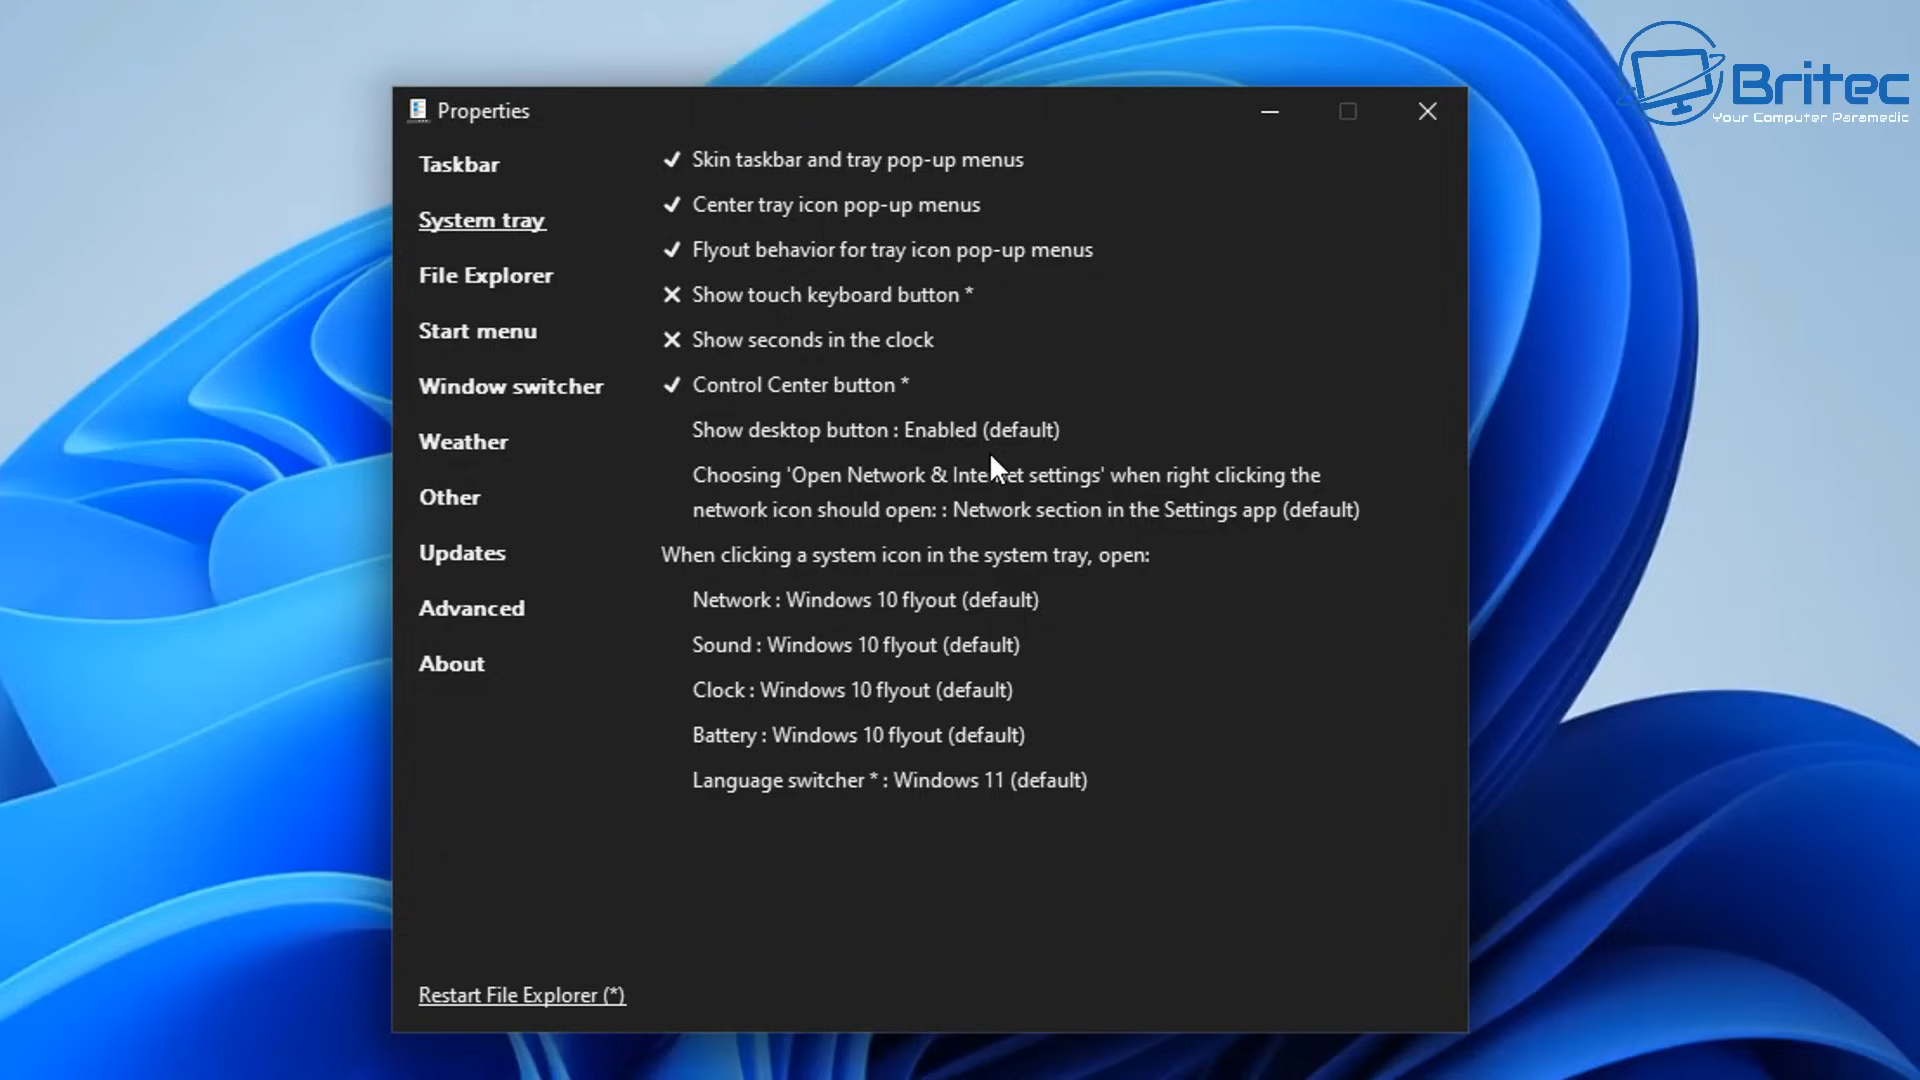 Britec
Your Computer Paramedic
Properties
Taskbar
System tray
File Explorer
Start menu
Window switcher
Weather
Other
Updates
Advanced
About
Skin taskbar and tray pop-up menus
Center tray icon pop-up menus
Flyout behavior for tray icon pop-up menus
Show touch keyboard button *
Show seconds in the clock
Control Center button *
Show desktop button : Enabled (default)
Choosing 'Open Network & Internet settings' when right clicking the
network icon should open: : Network section in the Settings app (default)
When clicking a system icon in the system tray, open:
Network : Windows 10 flyout (default)
Sound : Windows 10 flyout (default)
Clock : Windows 10 flyout (default)
Battery : Windows 10 flyout (default)
Language switcher * : Windows 11 (default)
Restart File Explorer (*)